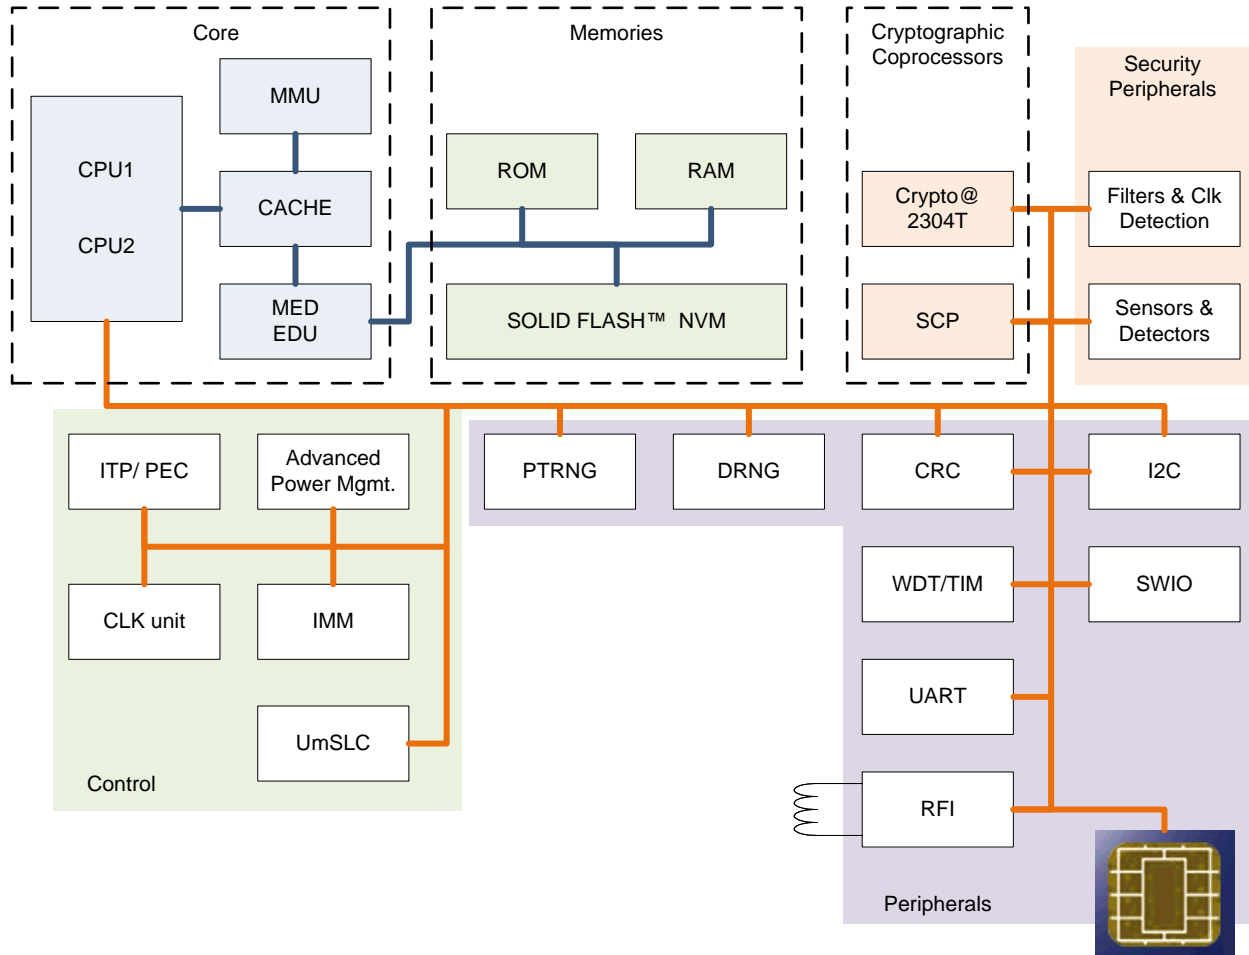 Core
MMU
CPU1
CACHE
CPU2
MED
EDU
Memories
ROM
RAM
SOLID FLASH™ NVM
Cryptographic
Coprocessors
Crypto@
2304T
SCP
Security
Peripherals
Filters & Clk
Detection
Sensors &
Detectors
ITP/ PEC
Advanced
Power Mgmt.
CLK unit
IMM
UmSLC
Control
PTRNG
DRNG
CRC
I2C
WDT/TIM
SWIO
UART
RFI
Peripherals